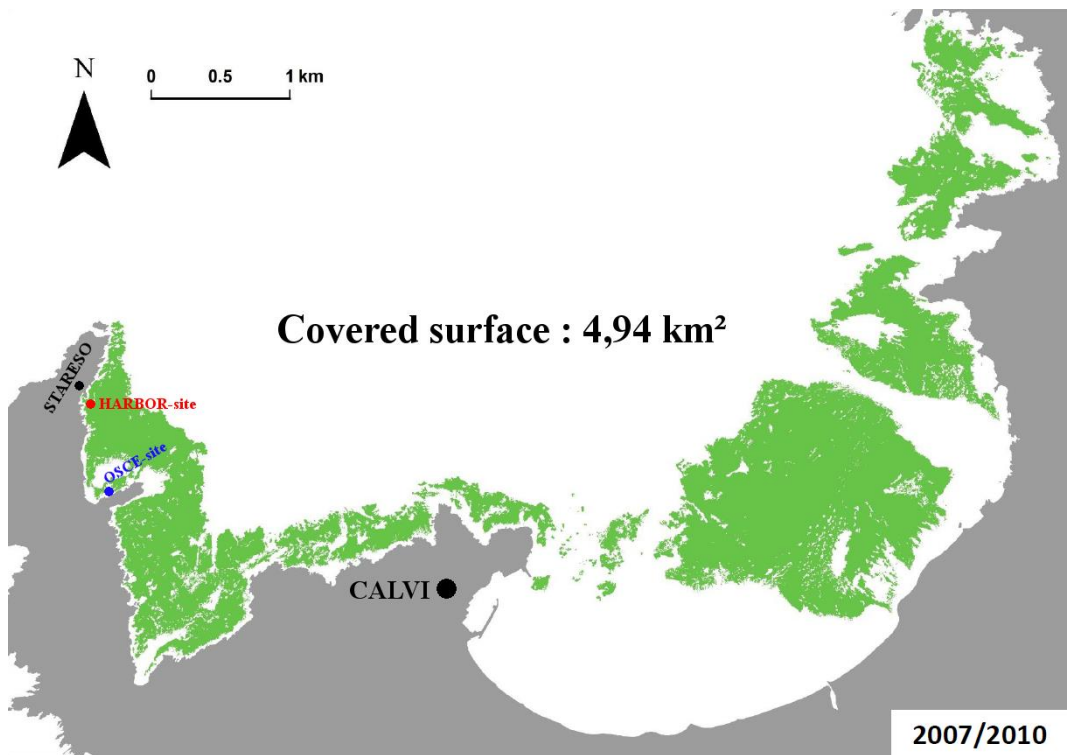 N
0 0.5 1 km
Covered surface : 4,94 km²
STARESO
HARBOR-site
OSCE-site
CALVI
2007/2010